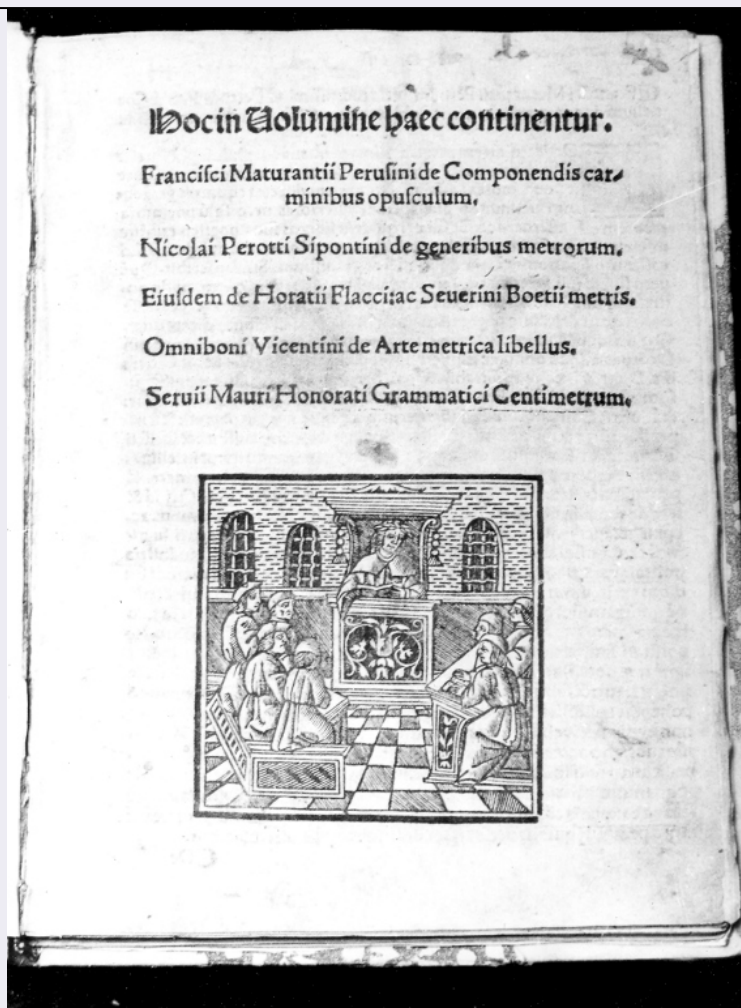 Hoc in Uolumine haec continentur.
Franciſci Maturantii Peruſini de Componendis car⸗
minibus opuſculum.
Nicolai Perotti Sipontini de generibus metrorum.
Eiuſdem de Horatii Flacci: ac Seuerini Boetii metris.
Omniboni Vicentini de Arte metrica libellus.
Seruii Mauri Honorati Grammatici Centimetrum.